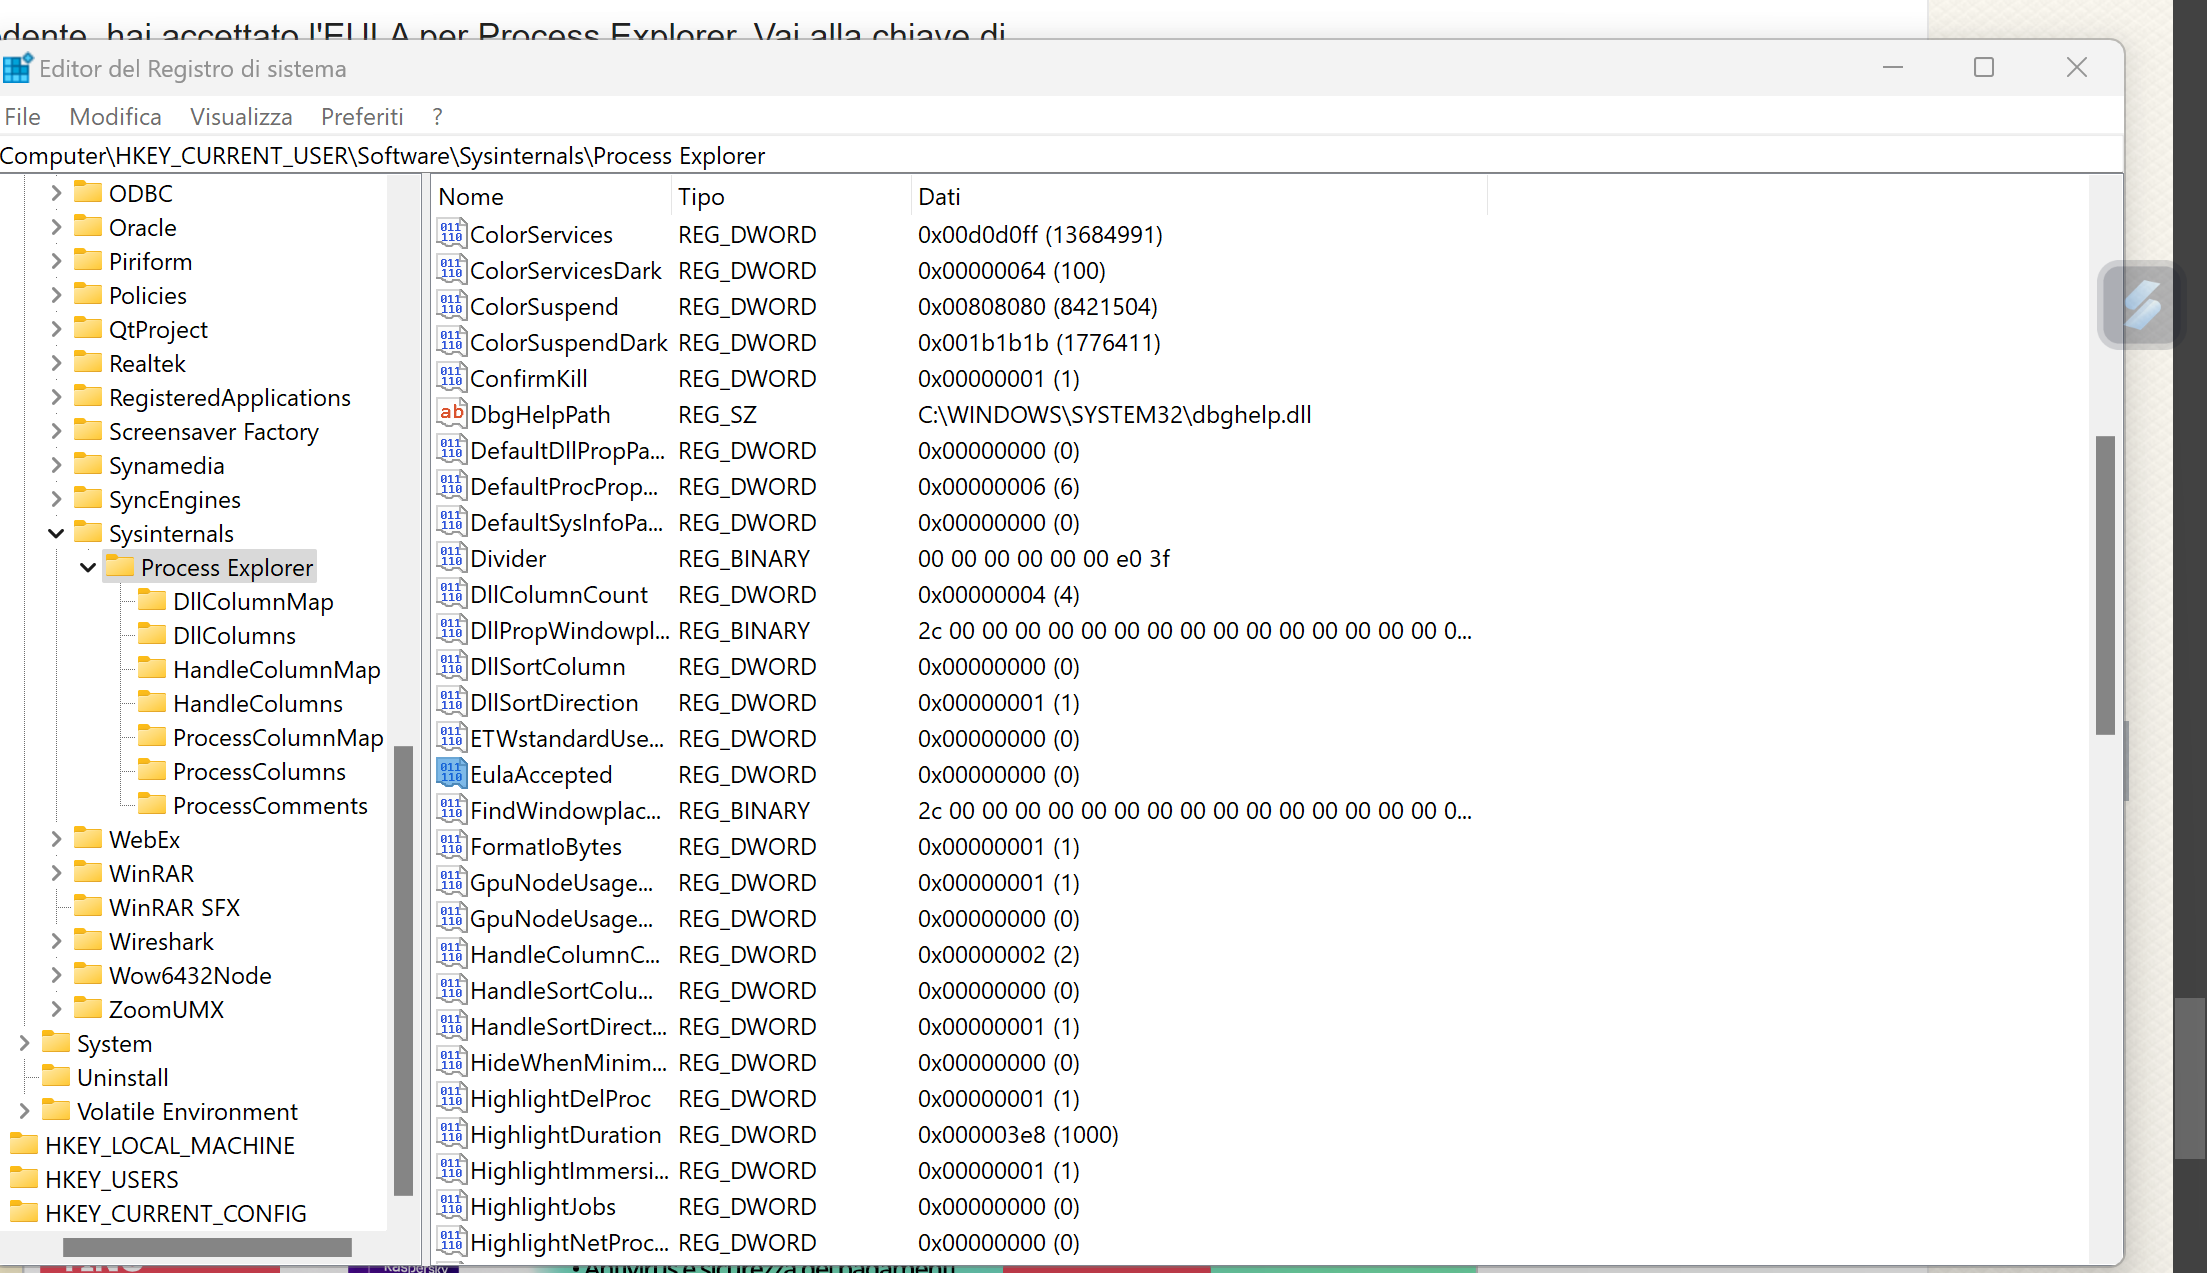 dente, hai accettato l'EULA per Process Explorer. Vai alla chiave di
Editor del Registro di sistema
File Modifica Visualizza Preferiti ?
Computer\HKEY_CURRENT_USER\Software\Sysinternals\Process Explorer
ODBC
Oracle
Piriform
Policies
QtProject
Realtek
RegisteredApplications
Screensaver Factory
Synamedia
SyncEngines
Sysinternals
Process Explorer
DllColumnMap
DllColumns
HandleColumnMap
HandleColumns
ProcessColumnMap
ProcessColumns
ProcessComments
WebEx
WinRAR
WinRAR SFX
Wireshark
Wow6432Node
ZoomUMX
System
Uninstall
Volatile Environment
HKEY_LOCAL_MACHINE
HKEY_USERS
HKEY_CURRENT_CONFIG
Nome Tipo Dati
ColorServices REG_DWORD 0x00d0d0ff (13684991)
ColorServicesDark REG_DWORD 0x00000064 (100)
ColorSuspend REG_DWORD 0x00808080 (8421504)
ColorSuspendDark REG_DWORD 0x001b1b1b (1776411)
ConfirmKill REG_DWORD 0x00000001 (1)
DbgHelpPath REG_SZ C:\WINDOWS\SYSTEM32\dbghelp.dll
DefaultDllPropPa... REG_DWORD 0x00000000 (0)
DefaultProcProp... REG_DWORD 0x00000006 (6)
DefaultSysInfoPa... REG_DWORD 0x00000000 (0)
Divider REG_BINARY 00 00 00 00 00 00 e0 3f
DllColumnCount REG_DWORD 0x00000004 (4)
DllPropWindowpl... REG_BINARY 2c 00 00 00 00 00 00 00 00 00 00 00 00 00 00 00 0...
DllSortColumn REG_DWORD 0x00000000 (0)
DllSortDirection REG_DWORD 0x00000001 (1)
ETWstandardUse... REG_DWORD 0x00000000 (0)
EulaAccepted REG_DWORD 0x00000000 (0)
FindWindowplac... REG_BINARY 2c 00 00 00 00 00 00 00 00 00 00 00 00 00 00 00 0...
FormatIoBytes REG_DWORD 0x00000001 (1)
GpuNodeUsage... REG_DWORD 0x00000001 (1)
GpuNodeUsage... REG_DWORD 0x00000000 (0)
HandleColumnC... REG_DWORD 0x00000002 (2)
HandleSortColu... REG_DWORD 0x00000000 (0)
HandleSortDirect... REG_DWORD 0x00000001 (1)
HideWhenMinim... REG_DWORD 0x00000000 (0)
HighlightDelProc REG_DWORD 0x00000001 (1)
HighlightDuration REG_DWORD 0x000003e8 (1000)
HighlightImmersi... REG_DWORD 0x00000001 (1)
HighlightJobs REG_DWORD 0x00000000 (0)
HighlightNetProc... REG_DWORD 0x00000000 (0)
kaspersky
• Antivirus e sicurezza dei pagamenti